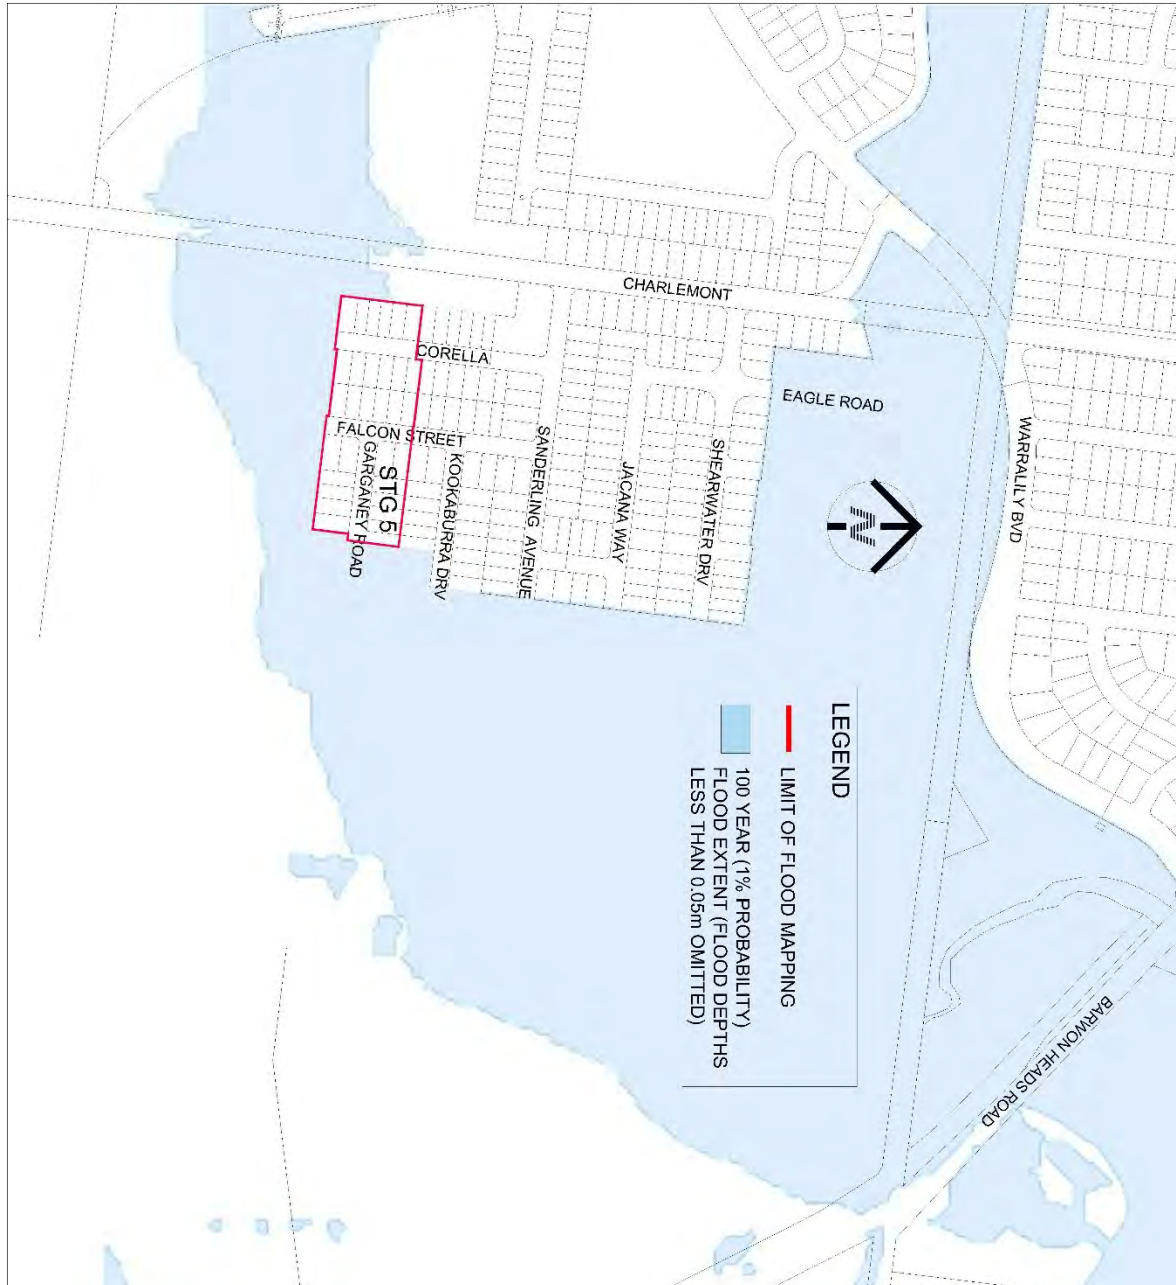 CHARLEMONT
CORELLA
EAGLE ROAD
FALCON STREET
WARRALILY BVD
SANDERLING AVENUE
SHEARWATER DRV
JACANA WAY
KOOKABURRA DRV
GARGANEY ROAD
STG 5
N
LEGEND
LIMIT OF FLOOD MAPPING
100 YEAR (1% PROBABILITY)
FLOOD EXTENT (FLOOD DEPTHS
LESS THAN 0.05m OMITTED)
BARWON HEADS ROAD